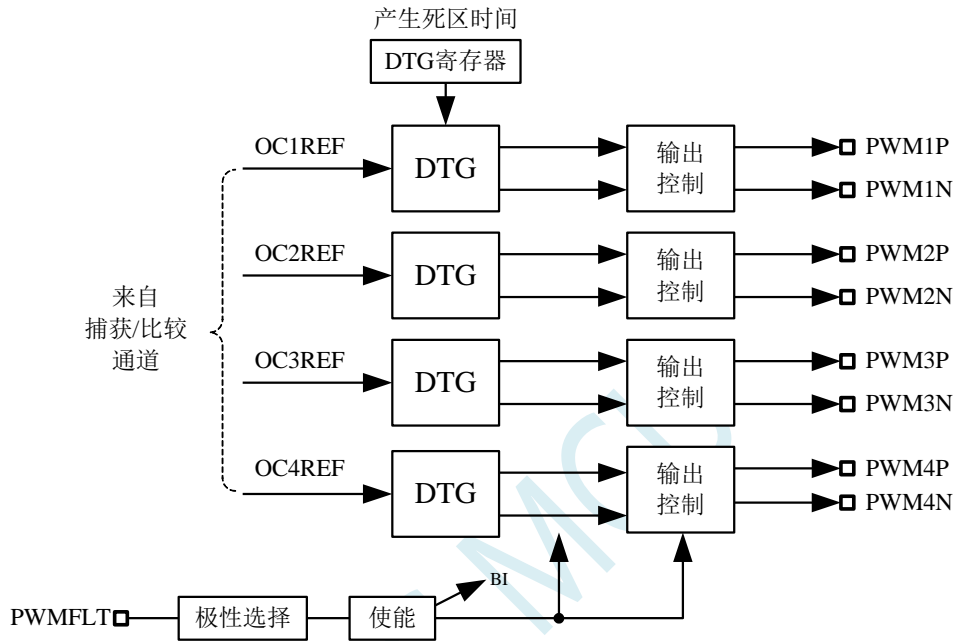 产生死区时间
DTG寄存器
OC1REF
DTG
输出
控制
PWM1P
PWM1N
OC2REF
DTG
输出
控制
PWM2P
PWM2N
来自
捕获/比较
通道
OC3REF
DTG
输出
控制
PWM3P
PWM3N
OC4REF
DTG
输出
控制
PWM4P
PWM4N
BI
PWMFLT
极性选择
使能
MCU